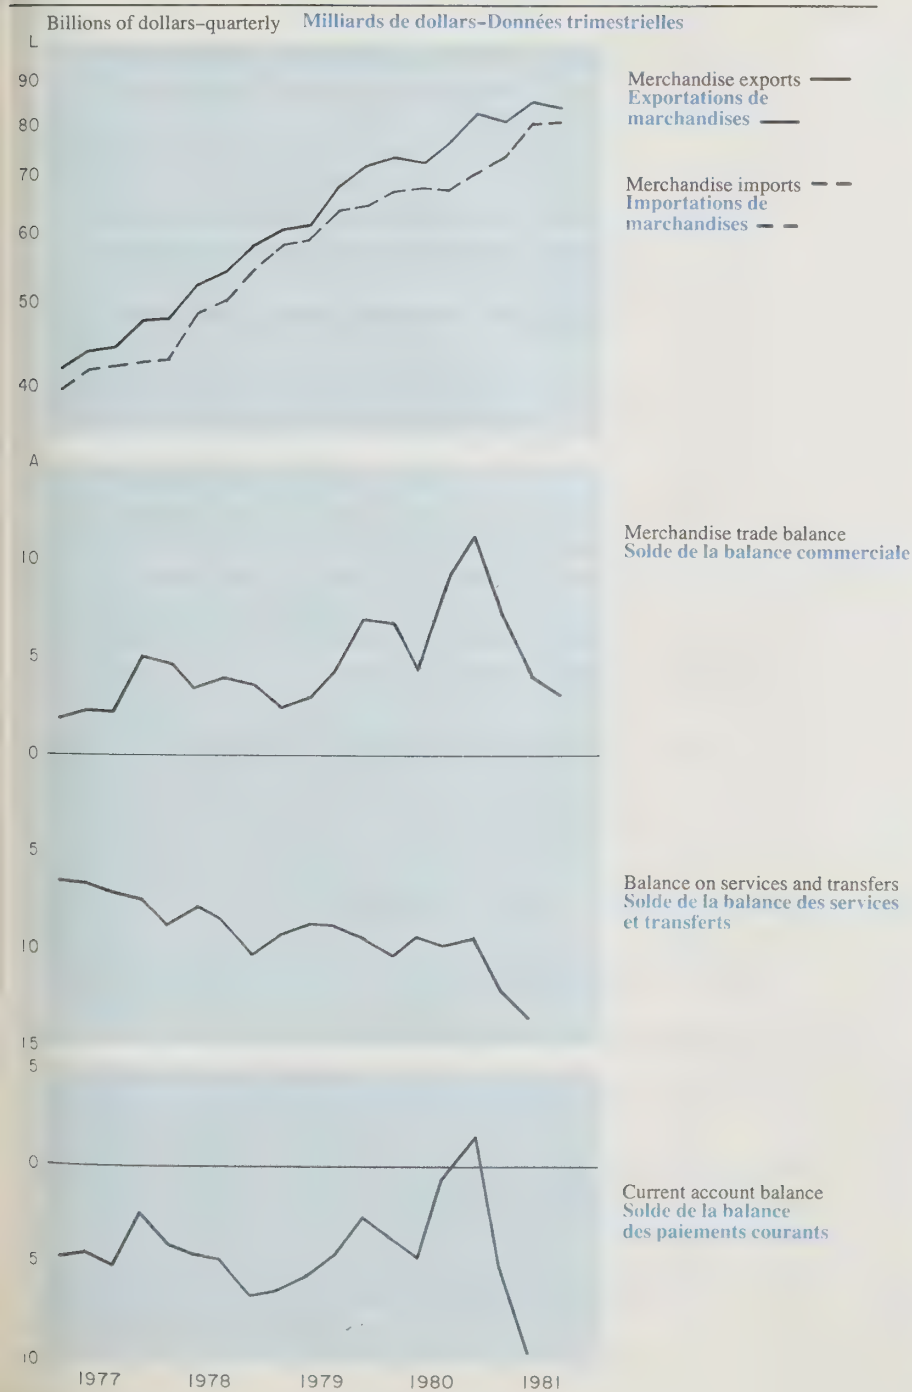 Billions of dollars–quarterly Milliards de dollars–Données trimestrielles
L
90
80
70
60
50
40
Merchandise exports
Exportations de
marchandises
Merchandise imports
Importations de
marchandises
A
10
5
0
5
10
15
Merchandise trade balance
Solde de la balance commerciale
Balance on services and transfers
Solde de la balance des services
et transferts
5
0
5
10
Current account balance
Solde de la balance
des paiements courants
1977 1978 1979 1980 1981